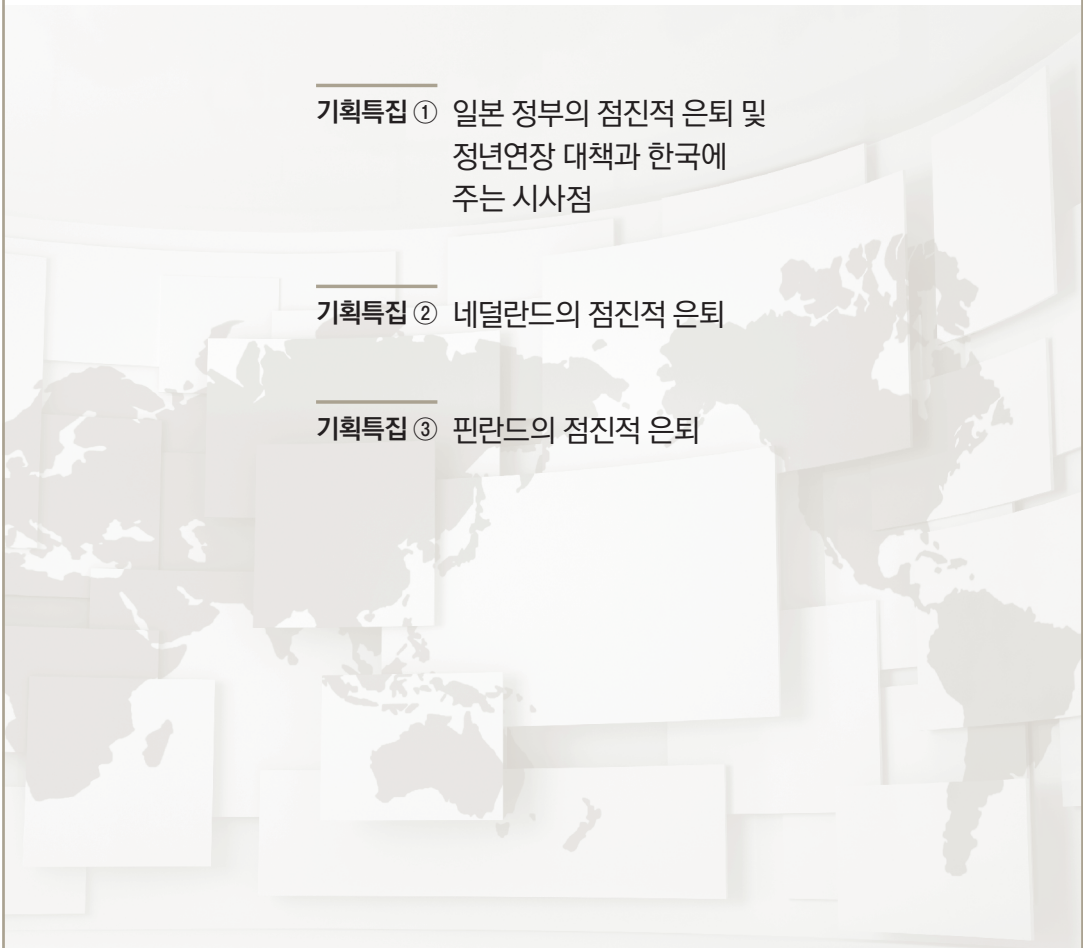 기획특집 ① 일본 정부의 점진적 은퇴 및
정년연장 대책과 한국에
주는 시사점
기획특집 ② 네덜란드의 점진적 은퇴
기획특집 ③ 핀란드의 점진적 은퇴